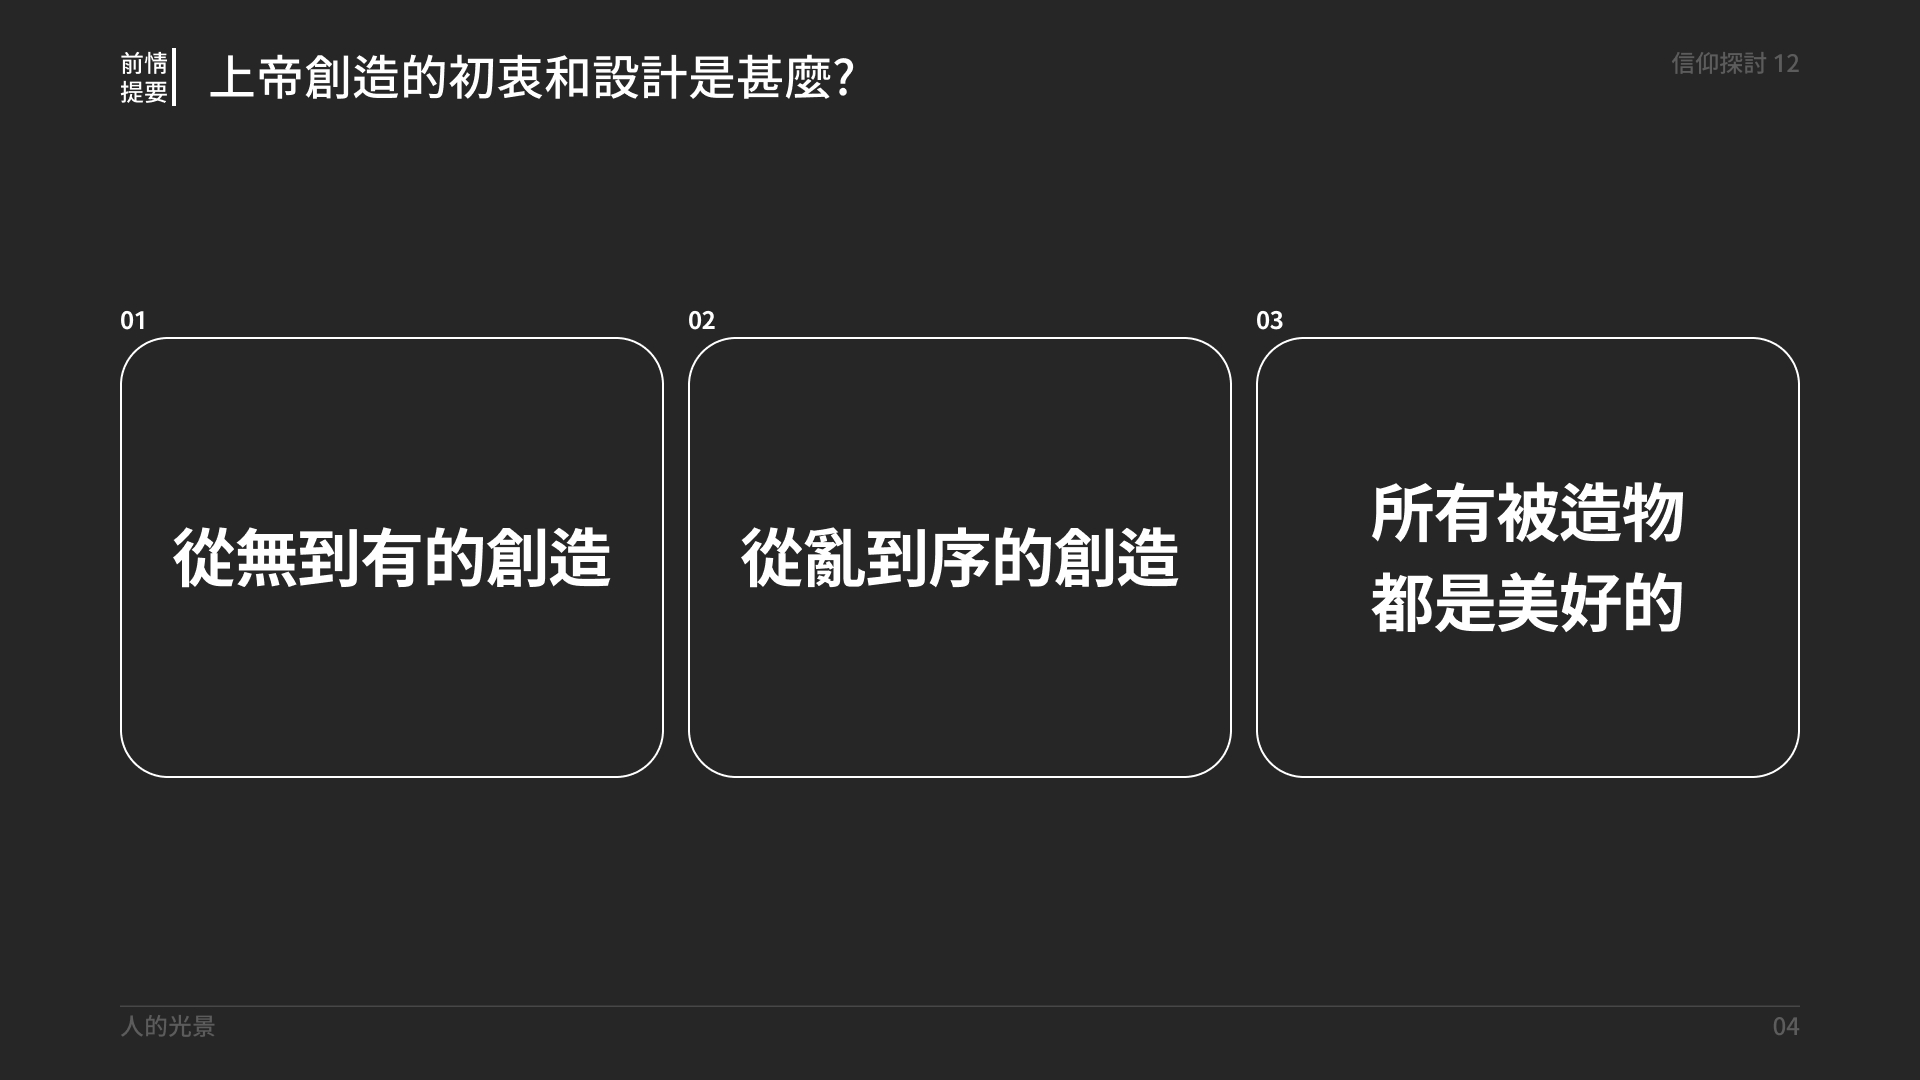 前情
提要
上帝創造的初衷和設計是甚麼?
信仰探討 12
01
從無到有的創造
02
從亂到序的創造
03
所有被造物
都是美好的
人的光景
04